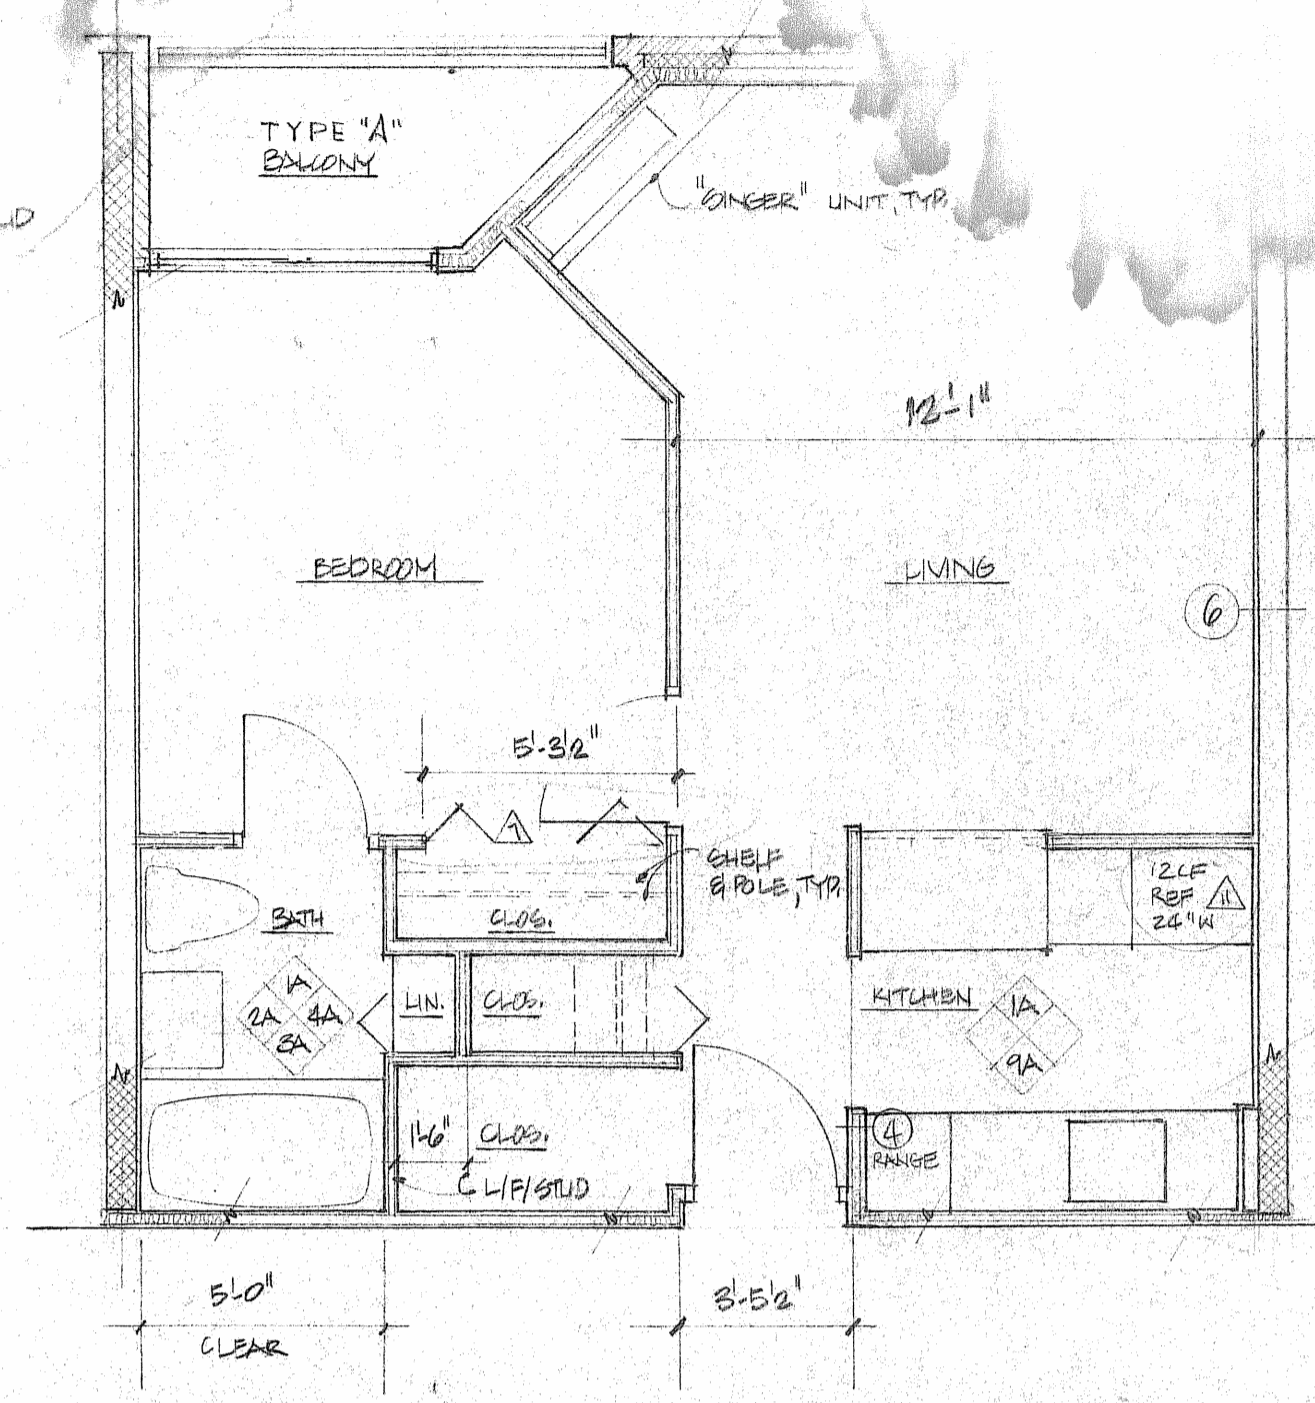 TYPE "A"
BALCONY
"SINGER" UNIT, TYP.
12'-1"
BEDROOM
LIVING
6
5'-3½"
7
SHELF
& POLE, TYP.
12 CF
REF
24" W
11
CLOS.
BATH
1A
2A 4A
3A
LIN.
CLOS.
KITCHEN
1A
9A
4
RANGE
1'-6"
CLOS.
℄ L/F/STUD
5'-0"
CLEAR
3'-5½"